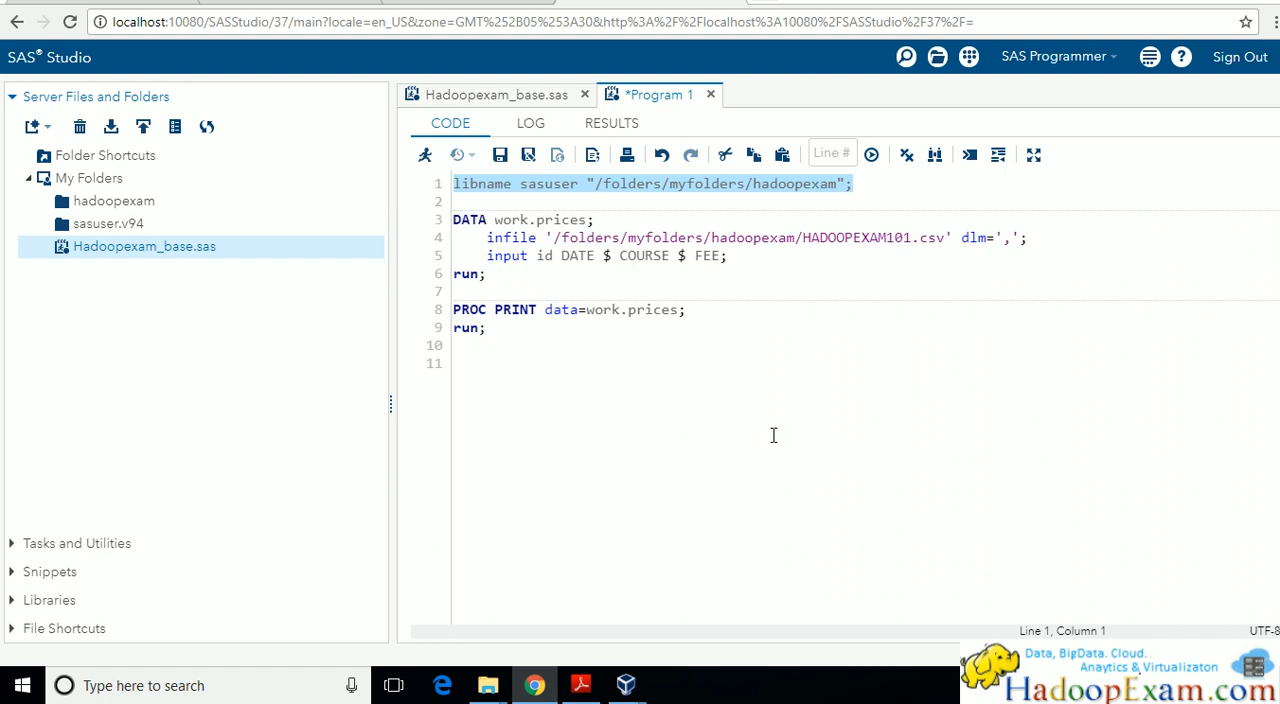 localhost:10080/SASStudio/37/main?locale=en_US&zone=GMT%252B05%253A30&http%3A%2F%2Flocalhost%3A10080%2FSASStudio%2F37%2F=
SAS® Studio
SAS Programmer
Sign Out
Server Files and Folders
Folder Shortcuts
My Folders
hadoopexam
sasuser.v94
Hadoopexam_base.sas
Tasks and Utilities
Snippets
Libraries
File Shortcuts
Hadoopexam_base.sas
*Program 1
CODE LOG RESULTS
Line #
1 libname sasuser "/folders/myfolders/hadoopexam";
2
3 DATA work.prices;
4 infile '/folders/myfolders/hadoopexam/HADOOPEXAM101.csv' dlm=',';
5 input id DATE $ COURSE $ FEE;
6 run;
7
8 PROC PRINT data=work.prices;
9 run;
10
11
Line 1, Column 1
UTF-8
Type here to search
Data, BigData. Cloud.
Anaytics & Virtualizaton
HadoopExam.com